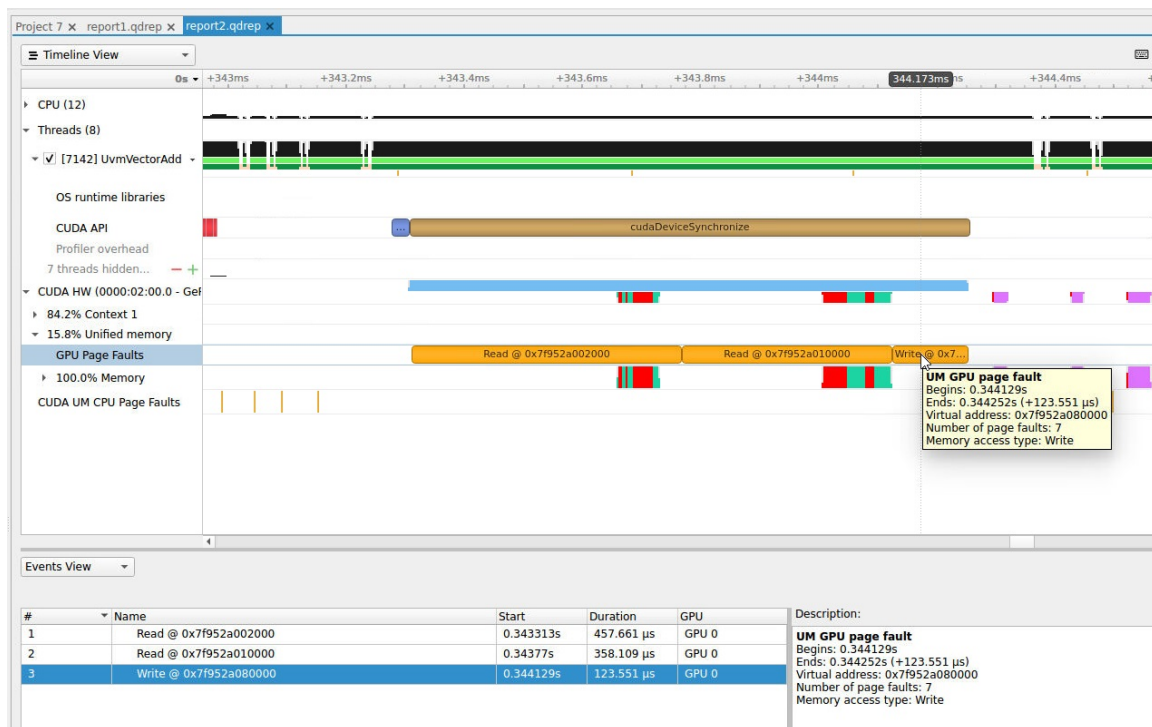 Project 7 × report1.qdrep × report2.qdrep ×
Timeline View
0s +343ms +343.2ms +343.4ms +343.6ms +343.8ms +344ms 344.173ms ns +344.4ms
CPU (12)
Threads (8)
[7142] UvmVectorAdd
OS runtime libraries
CUDA API ... cudaDeviceSynchronize
Profiler overhead
7 threads hidden... − +
CUDA HW (0000:02:00.0 - GeF
84.2% Context 1
15.8% Unified memory
GPU Page Faults Read @ 0x7f952a002000 Read @ 0x7f952a010000 Write @ 0x7...
100.0% Memory
CUDA UM CPU Page Faults
UM GPU page fault
Begins: 0.344129s
Ends: 0.344252s (+123.551 µs)
Virtual address: 0x7f952a080000
Number of page faults: 7
Memory access type: Write
Events View
# Name Start Duration GPU
1 Read @ 0x7f952a002000 0.343313s 457.661 µs GPU 0
2 Read @ 0x7f952a010000 0.34377s 358.109 µs GPU 0
3 Write @ 0x7f952a080000 0.344129s 123.551 µs GPU 0
Description:
UM GPU page fault
Begins: 0.344129s
Ends: 0.344252s (+123.551 µs)
Virtual address: 0x7f952a080000
Number of page faults: 7
Memory access type: Write